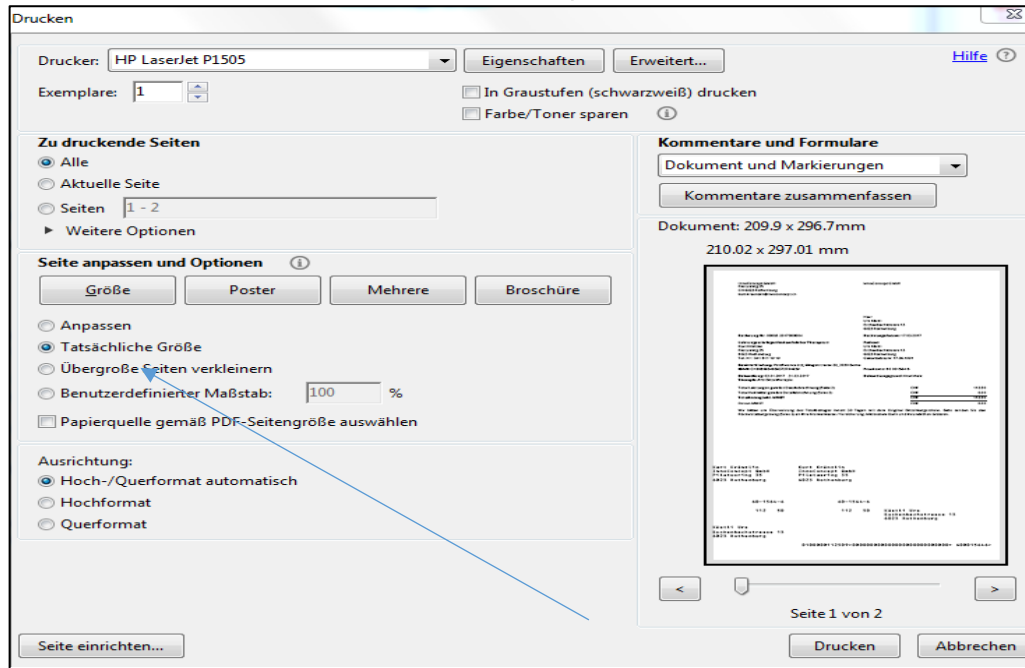 Drucken
Drucker: HP LaserJet P1505 Eigenschaften Erweitert... Hilfe
Exemplare: 1 In Graustufen (schwarzweiß) drucken
Farbe/Toner sparen
Zu druckende Seiten
Alle
Aktuelle Seite
Seiten 1 - 2
Weitere Optionen
Seite anpassen und Optionen
Größe Poster Mehrere Broschüre
Anpassen
Tatsächliche Größe
Übergroße Seiten verkleinern
Benutzerdefinierter Maßstab: 100 %
Papierquelle gemäß PDF-Seitengröße auswählen
Ausrichtung:
Hoch-/Querformat automatisch
Hochformat
Querformat
Kommentare und Formulare
Dokument und Markierungen
Kommentare zusammenfassen
Dokument: 209.9 x 296.7mm
210.02 x 297.01 mm
< >
Seite 1 von 2
Seite einrichten... Drucken Abbrechen